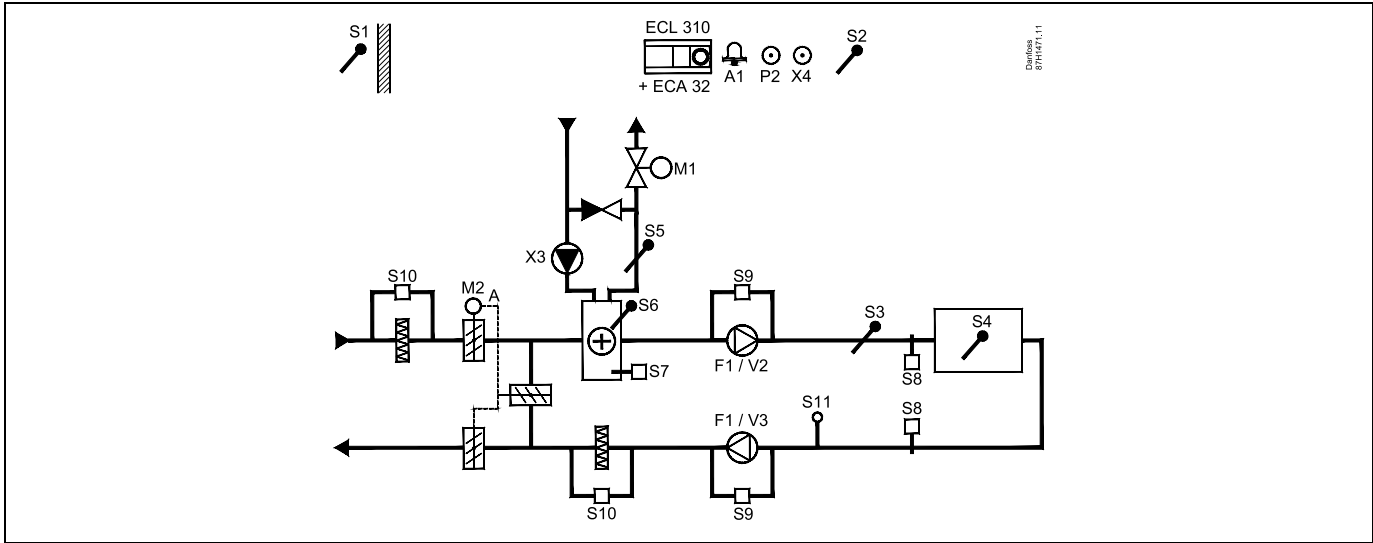 S1
ECL 310
S2
A1
P2
X4
+ ECA 32
Danfoss
87H1471.11
M1
S5
X3
S10
M2
A
S6
S9
S3
S4
F1 / V2
S7
S8
S11
S8
F1 / V3
S10
S9